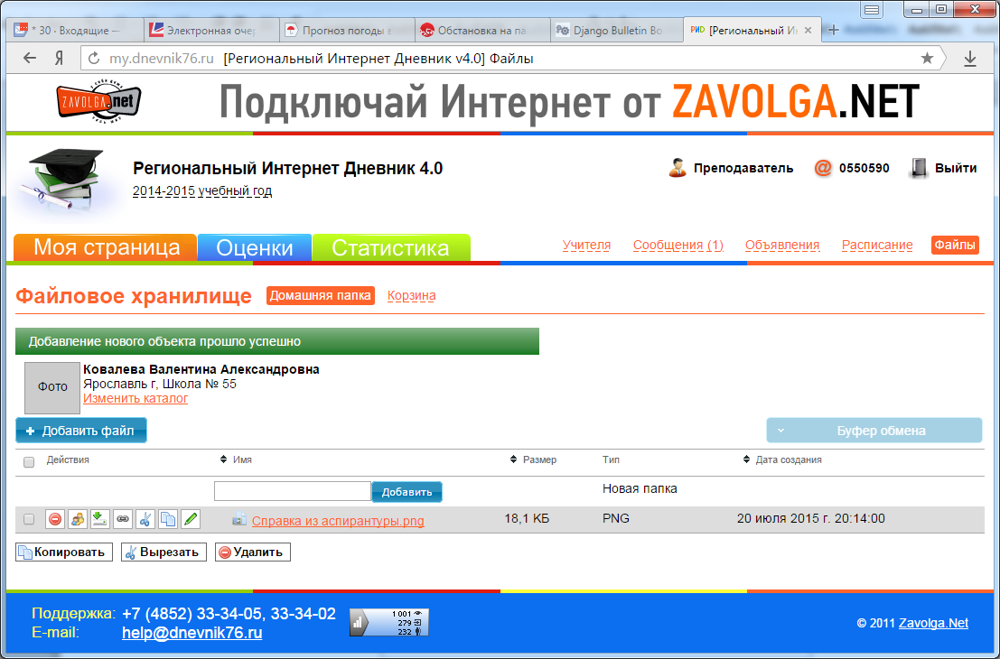 * 30 · Входящие —
Электронная очер
Прогноз погоды в
Обстановка на па
Django Bulletin Bo
РИД [Региональный И
Я my.dnevnik76.ru [Региональный Интернет Дневник v4.0] Файлы
ZAVOLGA.net
Подключай Интернет от ZAVOLGA.NET
Региональный Интернет Дневник 4.0
2014-2015 учебный год
Преподаватель 0550590 Выйти
Моя страница Оценки Статистика
Учителя Сообщения (1) Объявления Расписание Файлы
Файловое хранилище Домашняя папка Корзина
Добавление нового объекта прошло успешно
Фото
Ковалева Валентина Александровна
Ярославль г, Школа № 55
Изменить каталог
+ Добавить файл
Буфер обмена
Действия Имя Размер Тип Дата создания
Добавить Новая папка
Справка из аспирантуры.png 18,1 КБ PNG 20 июля 2015 г. 20:14:00
Копировать Вырезать Удалить
Поддержка: +7 (4852) 33-34-05, 33-34-02
E-mail: help@dnevnik76.ru
1 001
279
232
© 2011 Zavolga.Net